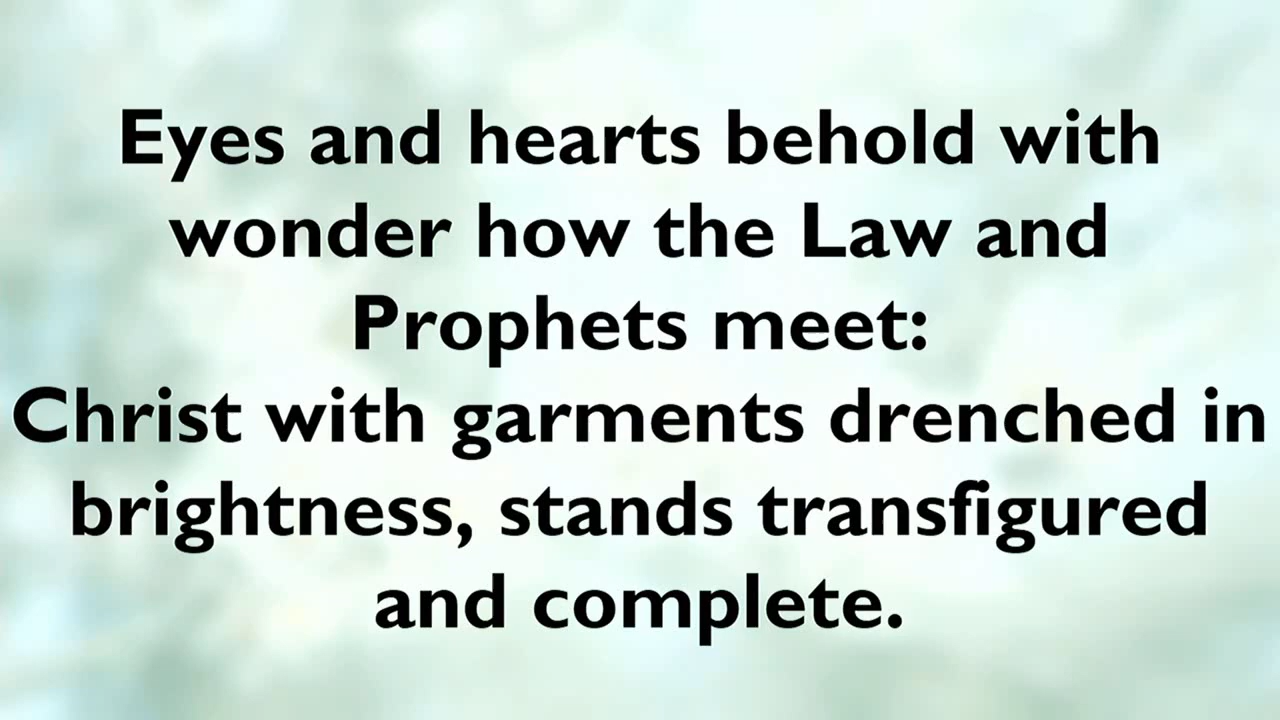 Eyes and hearts behold with
wonder how the Law and
Prophets meet:
Christ with garments drenched in
brightness, stands transfigured
and complete.